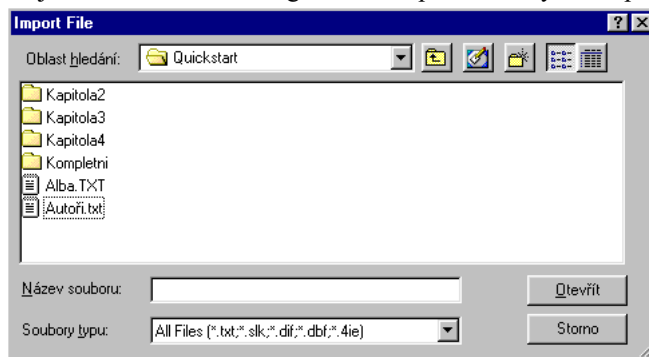 Import File
Oblast hledání: Quickstart
Kapitola2
Kapitola3
Kapitola4
Kompletni
Alba.TXT
Autoři.txt
Název souboru: Otevřít
Soubory typu: All Files (*.txt;*.slk;*.dif;*.dbf;*.4ie) Storno